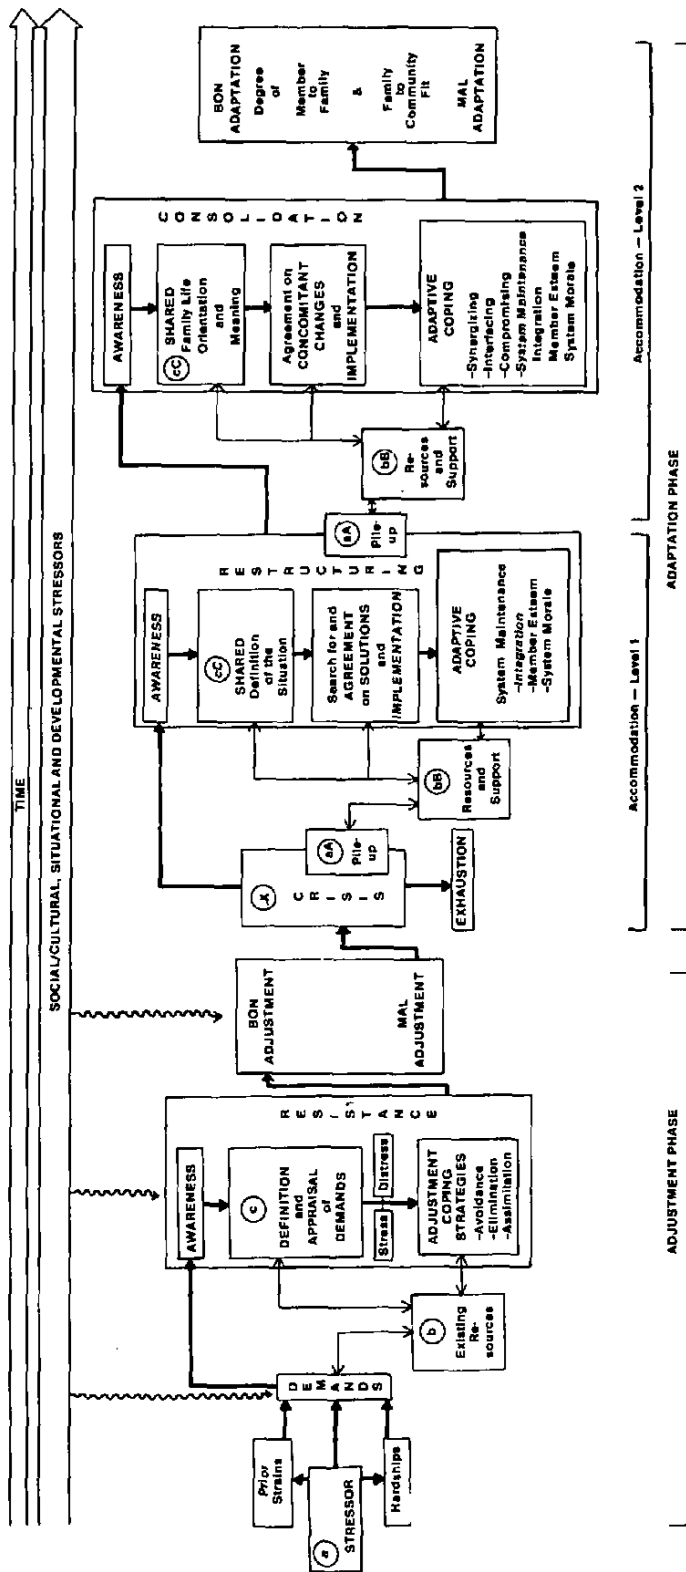 TIME
SOCIAL/CULTURAL, SITUATIONAL AND DEVELOPMENTAL STRESSORS
a
STRESSOR
Prior
Strains
Hardships
DEMANDS
b
Existing
Re-
sources
AWARENESS
c
DEFINITION
and
APPRAISAL
of
DEMANDS
Stress
Distress
ADJUSTMENT
COPING
STRATEGIES
-Avoidance
-Elimination
-Assimilation
RESISTANCE
BON
ADJUSTMENT
MAL
ADJUSTMENT
X
CRISIS
aA
Pile-
up
EXHAUSTION
bB
Resources
and
Support
AWARENESS
cC
SHARED
Definition
of the
Situation
Search for and
AGREEMENT
on SOLUTIONS
and
IMPLEMENTATION
ADAPTIVE
COPING
System Maintenance
-Integration
-Member Esteem
-System Morale
RESTRUCTURING
aA
Pile-
up
bB
Re-
sources
and
Support
AWARENESS
cC
SHARED
Family Life
Orientation
and
Meaning
Agreement on
CONCOMITANT
CHANGES
and
IMPLEMENTATION
ADAPTIVE
COPING
-Synergizing
-Interfacing
-Compromising
-System Maintenance
Integration
Member Esteem
System Morale
CONSOLIDATION
BON
ADAPTATION
Degree
of
Member
to
Family
&
Family
to
Community
Fit
MAL
ADAPTATION
Accommodation — Level 1
Accommodation — Level 2
ADJUSTMENT PHASE
ADAPTATION PHASE